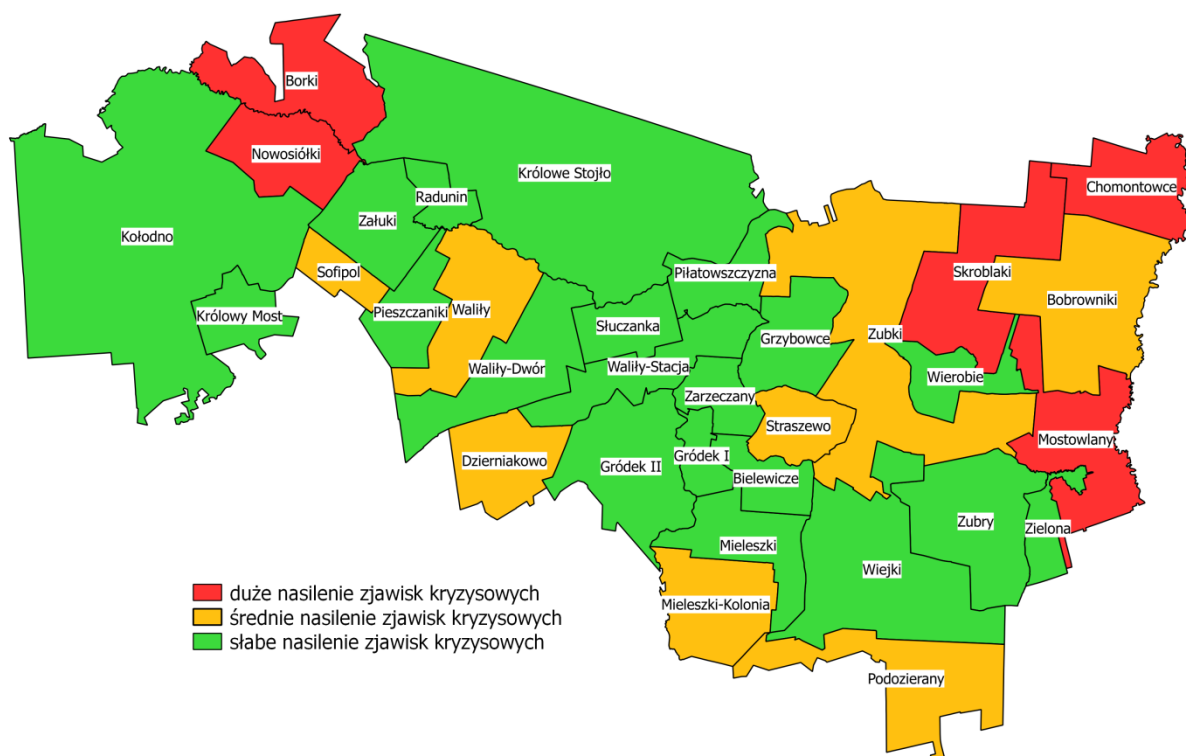 Borki
Nowosiółki
Królowe Stojło
Chomontowce
Radunin
Załuki
Kołodno
Sofipol
Piłatowszczyzna
Skroblaki
Bobrowniki
Królowy Most
Pieszczaniki
Waliły
Słuczanka
Grzybowce
Zubki
Waliły-Dwór
Waliły-Stacja
Wierobie
Zarzeczany
Straszewo
Mostowlany
Dzierniakowo
Gródek II
Gródek I
Bielewicze
Zubry
Zielona
Mieleszki
Wiejki
Mieleszki-Kolonia
Podozierany
duże nasilenie zjawisk kryzysowych
średnie nasilenie zjawisk kryzysowych
słabe nasilenie zjawisk kryzysowych